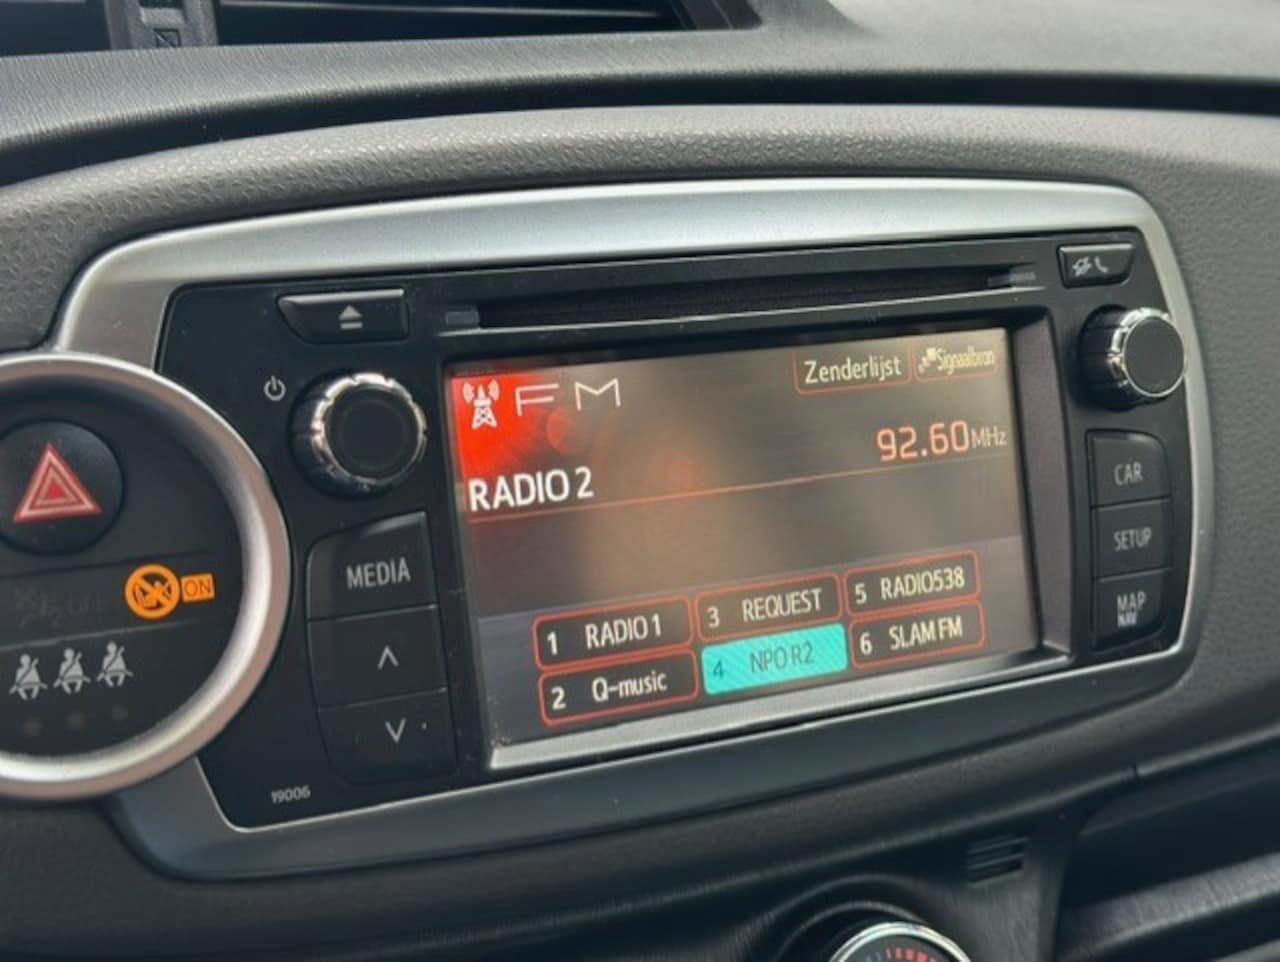 FM
Zenderlijst
Signaalbron
92.60MHz
RADIO 2
1 RADIO 1
3 REQUEST
5 RADIO538
2 Q-music
4 NPO R2
6 SLAM FM
MEDIA
CAR
SETUP
MAP
NAV
ON
19006